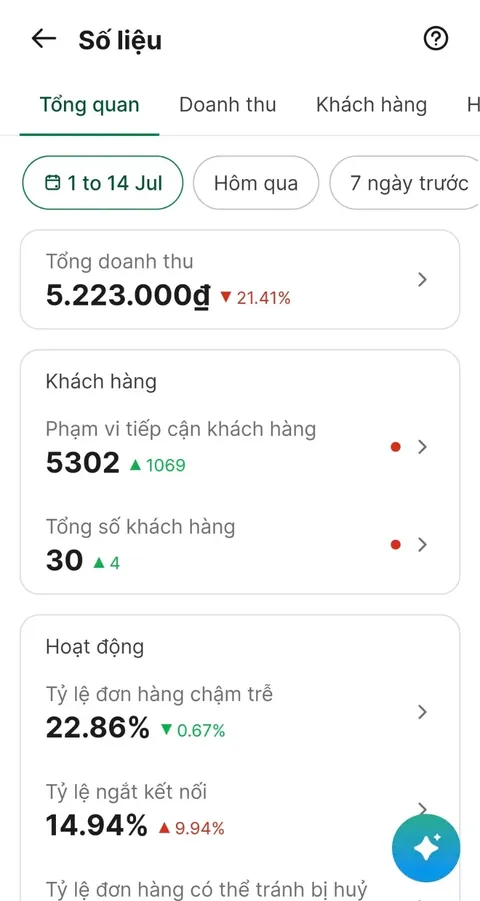 Số liệu
Tổng quan Doanh thu Khách hàng H
1 to 14 Jul Hôm qua 7 ngày trước
Tổng doanh thu
5.223.000₫ ▼ 21.41%
Khách hàng
Phạm vi tiếp cận khách hàng
5302 ▲ 1069
Tổng số khách hàng
30 ▲ 4
Hoạt động
Tỷ lệ đơn hàng chậm trễ
22.86% ▼ 0.67%
Tỷ lệ ngắt kết nối
14.94% ▲ 9.94%
Tỷ lệ đơn hàng có thể tránh bị huỷ